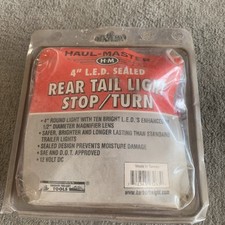 HAUL-MASTER
H-M
4" L.E.D. SEALED
REAR TAIL LIGHT
STOP/TURN
• 4" ROUND LIGHT WITH TEN BRIGHT L.E.D.'S ENHANCED
1/2" DIAMETER MAGNIFIER LENS
• SAFER, BRIGHTER AND LONGER LASTING THAN STANDARD
TRAILER LIGHTS
• SEALED DESIGN PREVENTS MOISTURE DAMAGE
• SAE AND D.O.T. APPROVED
• 12 VOLT DC
TOOLS